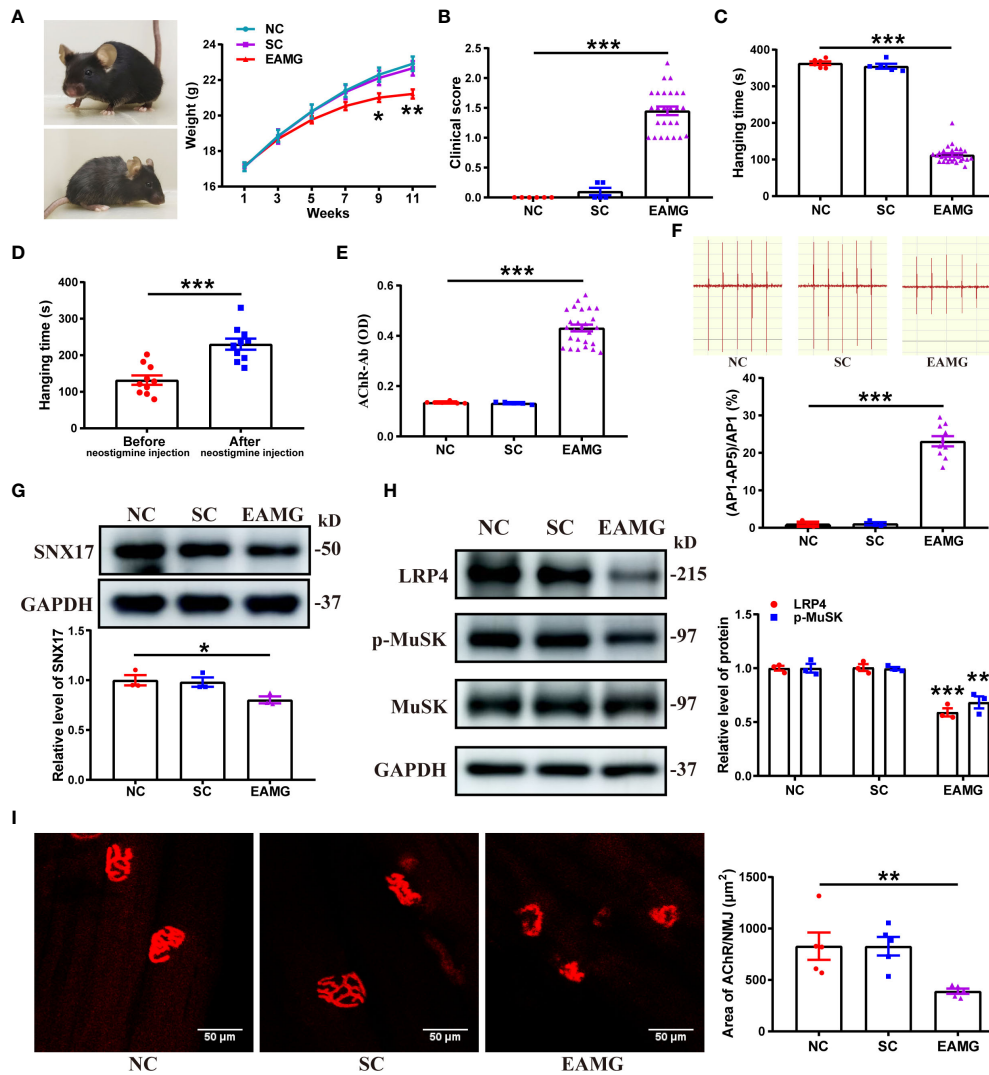 A
NC
SC
EAMG
Weight (g)
24
22
20
18
16
*
**
1 3 5 7 9 11
Weeks
B
***
Clinical score
2.5
2.0
1.5
1.0
0.5
0.0
NC SC EAMG
C
***
Hanging time (s)
400
300
200
100
0
NC SC EAMG
D
***
Hanging time (s)
400
300
200
100
0
Before After
neostigmine injection neostigmine injection
E
***
AChR-Ab (OD)
0.6
0.4
0.2
0.0
NC SC EAMG
F
NC SC EAMG
***
(AP1-AP5)/AP1 (%)
40
30
20
10
0
NC SC EAMG
G
NC SC EAMG kD
SNX17 -50
GAPDH -37
*
Relative level of SNX17
1.5
1.0
0.5
0.0
NC SC EAMG
H
NC SC EAMG kD
LRP4 -215
p-MuSK -97
MuSK -97
GAPDH -37
LRP4
p-MuSK
Relative level of protein
1.5
1.0
0.5
0.0
*** **
NC SC EAMG
I
50 µm 50 µm 50 µm
NC SC EAMG
**
Area of AChR/NMJ (µm²)
1500
1000
500
0
NC SC EAMG